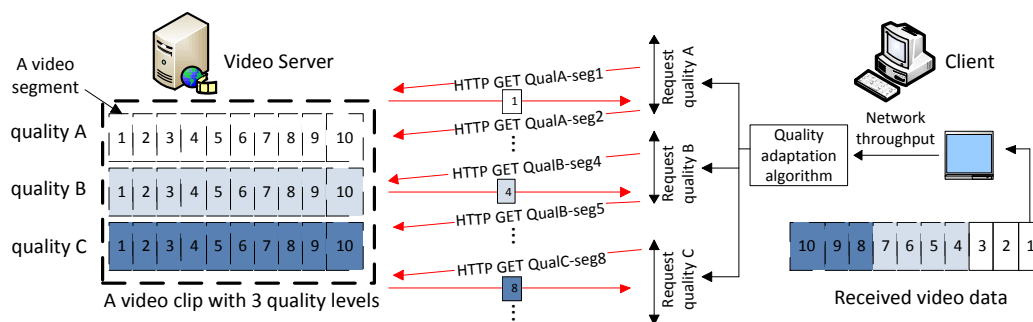 Video Server
A video
segment
quality A
1 2 3 4 5 6 7 8 9 10
quality B
1 2 3 4 5 6 7 8 9 10
quality C
1 2 3 4 5 6 7 8 9 10
A video clip with 3 quality levels
HTTP GET QualA-seg1
1
HTTP GET QualA-seg2
HTTP GET QualB-seg4
4
HTTP GET QualB-seg5
HTTP GET QualC-seg8
8
Request
quality A
Request
quality B
Request
quality C
Quality
adaptation
algorithm
Network
throughput
Client
10 9 8 7 6 5 4 3 2 1
Received video data